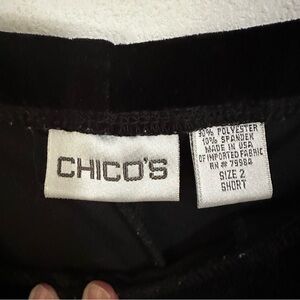 CHICO'S
90% POLYESTER
10% SPANDEX
MADE IN USA
OF IMPORTED FABRIC
RN # 79984
SIZE 2
SHORT